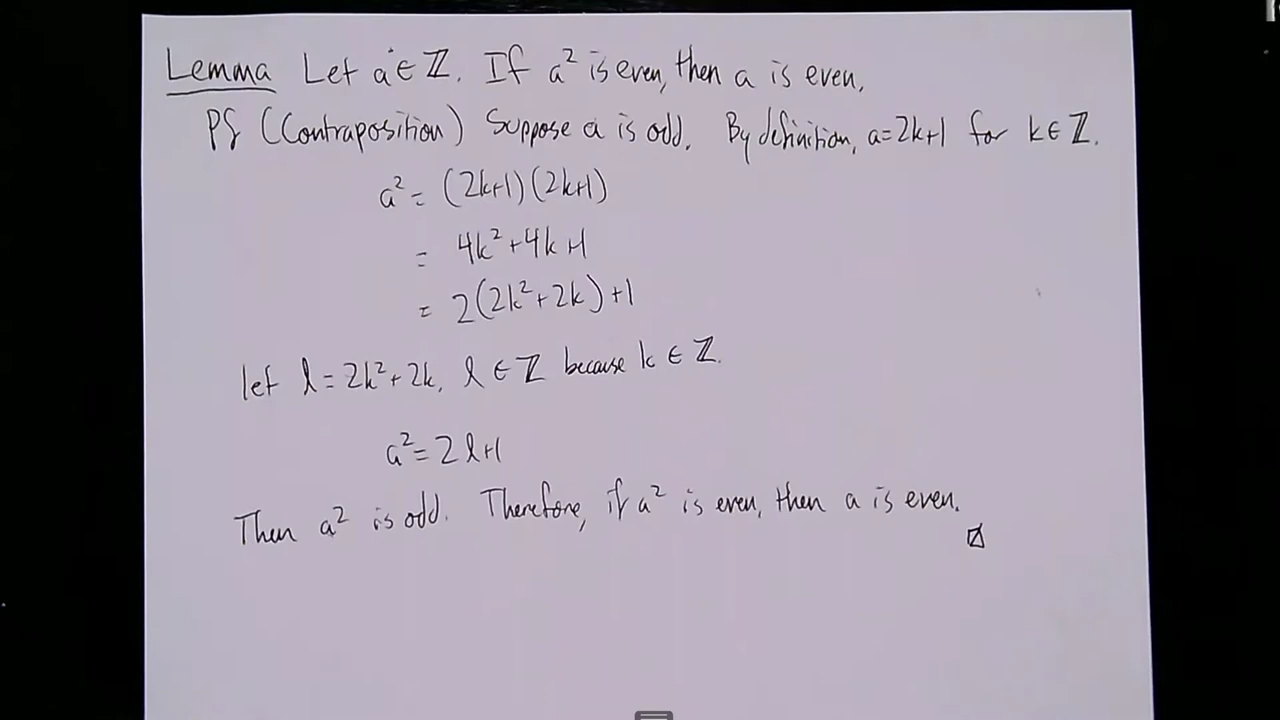 Lemma Let a ∈ ℤ. If a² is even, then a is even.
Pf (Contraposition) Suppose a is odd. By definition, a=2k+1 for k ∈ ℤ.
a² = (2k+1)(2k+1)
= 4k²+4k+1
= 2(2k²+2k)+1
let l = 2k²+2k, l ∈ ℤ because k ∈ ℤ.
a² = 2l+1
Then a² is odd. Therefore, if a² is even, then a is even.